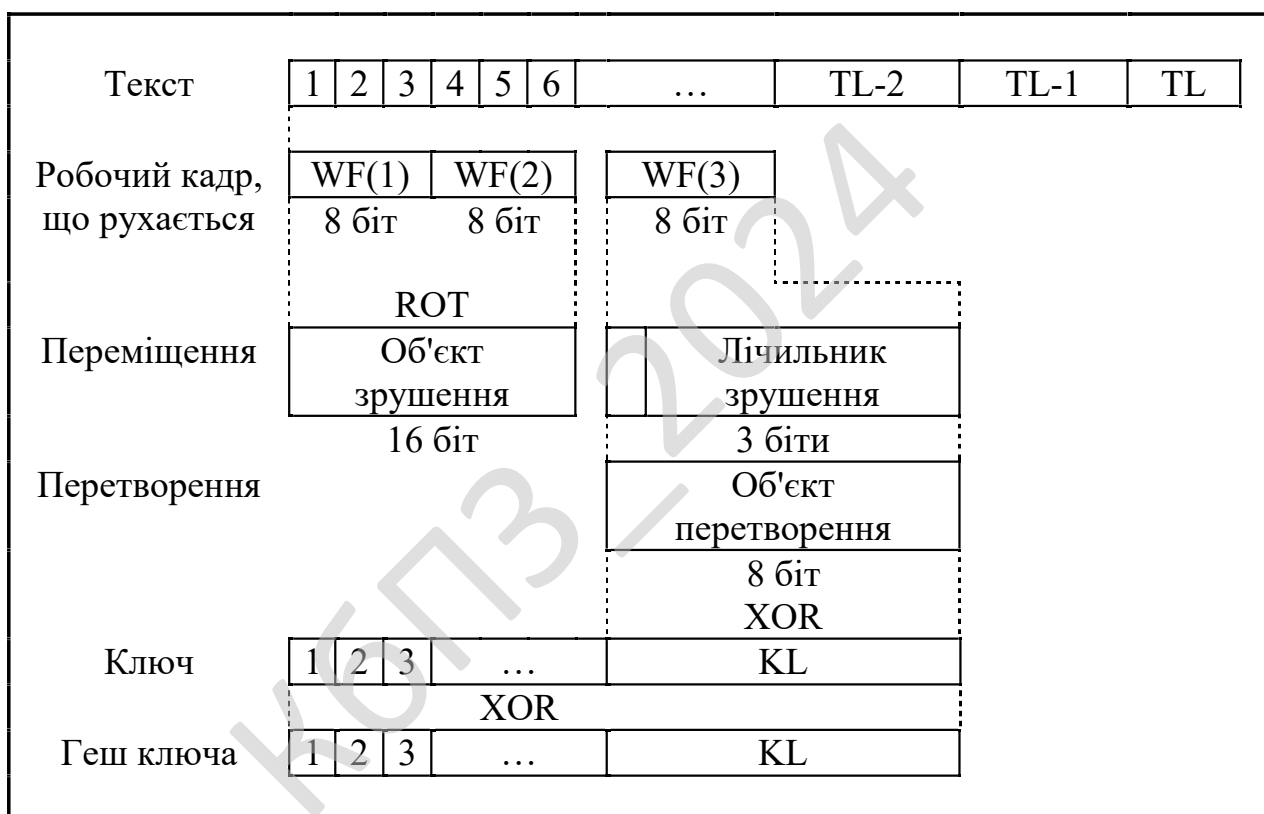 Текст 1 2 3 4 5 6 … TL-2 TL-1 TL
Робочий кадр, WF(1) WF(2) WF(3)
що рухається 8 біт 8 біт 8 біт
ROT
Переміщення Об'єкт Лічильник
зрушення зрушення
16 біт 3 біти
Перетворення Об'єкт
перетворення
8 біт
XOR
Ключ 1 2 3 … KL
XOR
Геш ключа 1 2 3 … KL
КбПЗ_2024